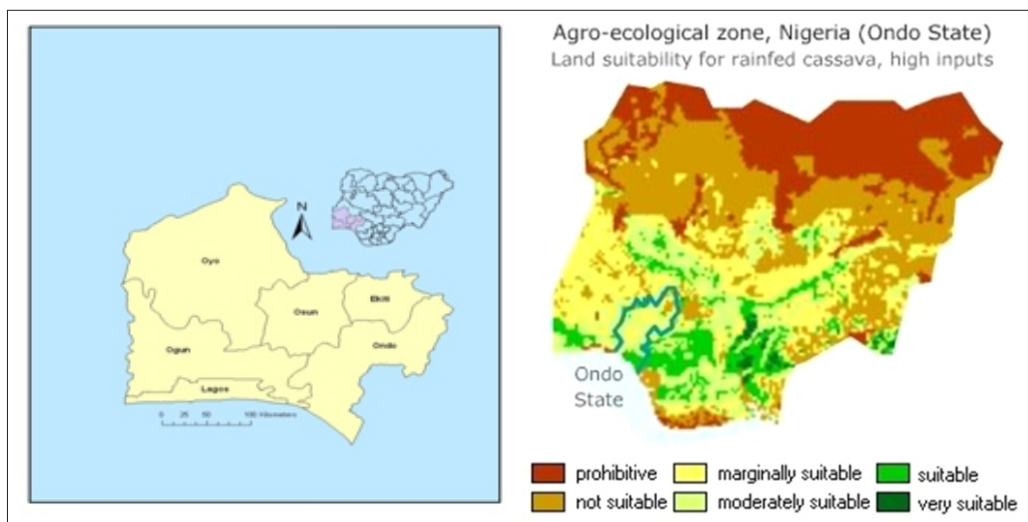 N
Oyo
Osun
Ekiti
Ondo
Ogun
Lagos
0 25 50 100 Kilometers
Agro-ecological zone, Nigeria (Ondo State)
Land suitability for rainfed cassava, high inputs
Ondo
State
prohibitive marginally suitable suitable
not suitable moderately suitable very suitable